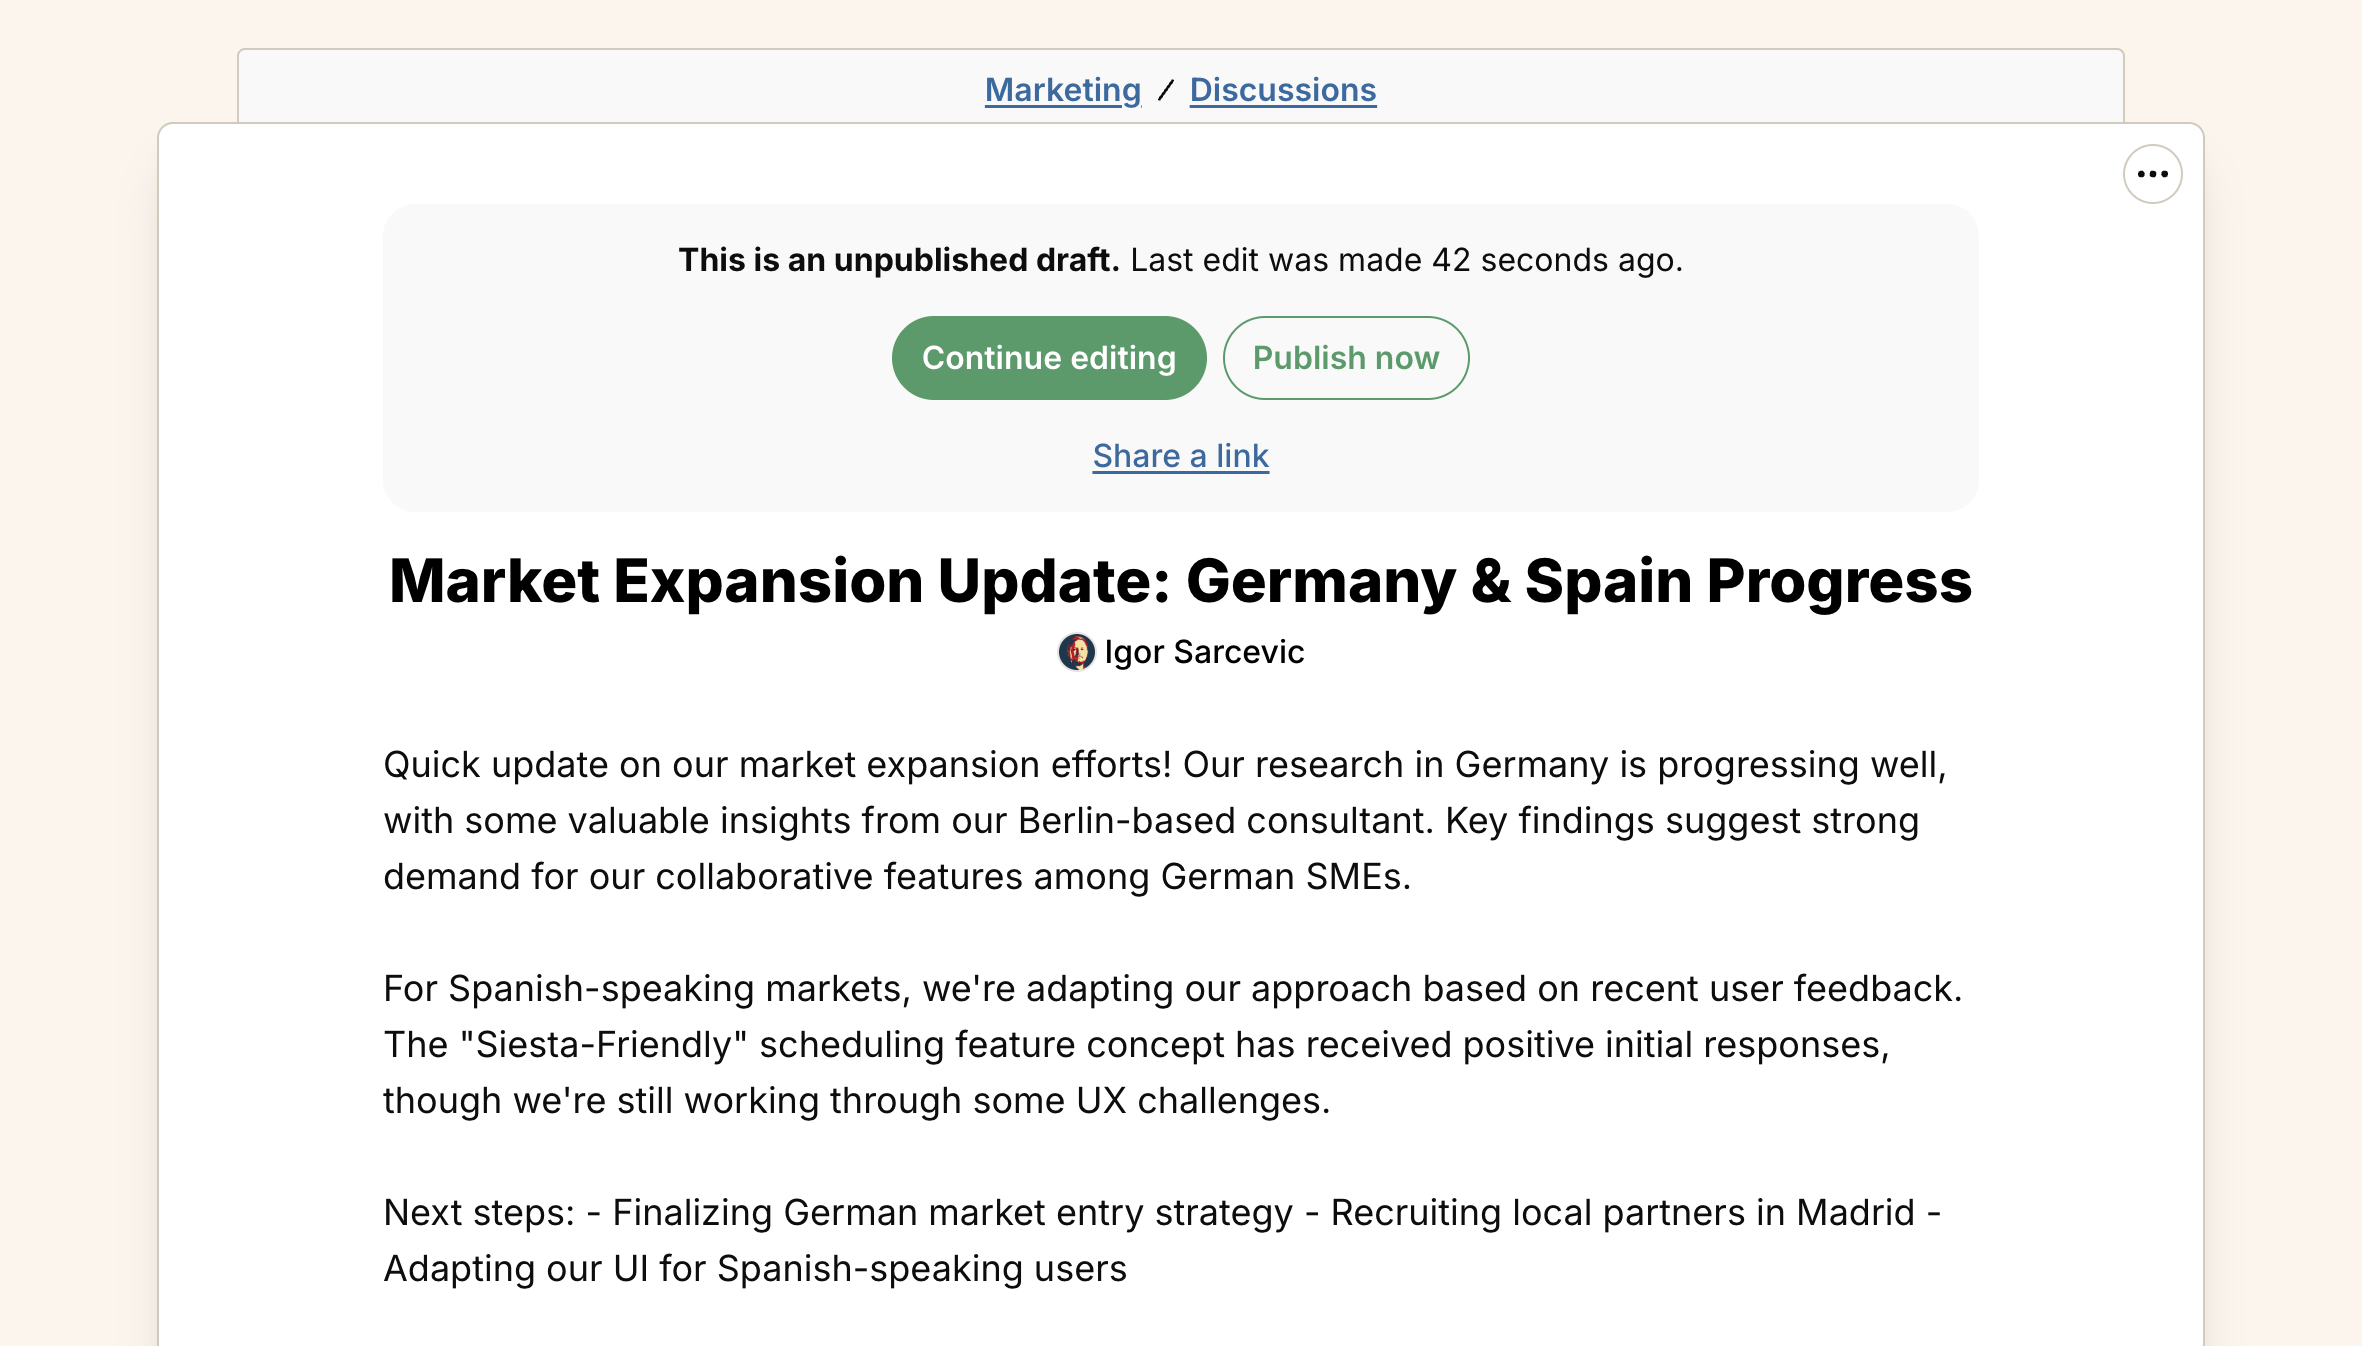 Marketing / Discussions
This is an unpublished draft. Last edit was made 42 seconds ago.
Continue editing
Publish now
Share a link
Market Expansion Update: Germany & Spain Progress
Igor Sarcevic
Quick update on our market expansion efforts! Our research in Germany is progressing well,
with some valuable insights from our Berlin-based consultant. Key findings suggest strong
demand for our collaborative features among German SMEs.
For Spanish-speaking markets, we're adapting our approach based on recent user feedback.
The "Siesta-Friendly" scheduling feature concept has received positive initial responses,
though we're still working through some UX challenges.
Next steps: - Finalizing German market entry strategy - Recruiting local partners in Madrid -
Adapting our UI for Spanish-speaking users